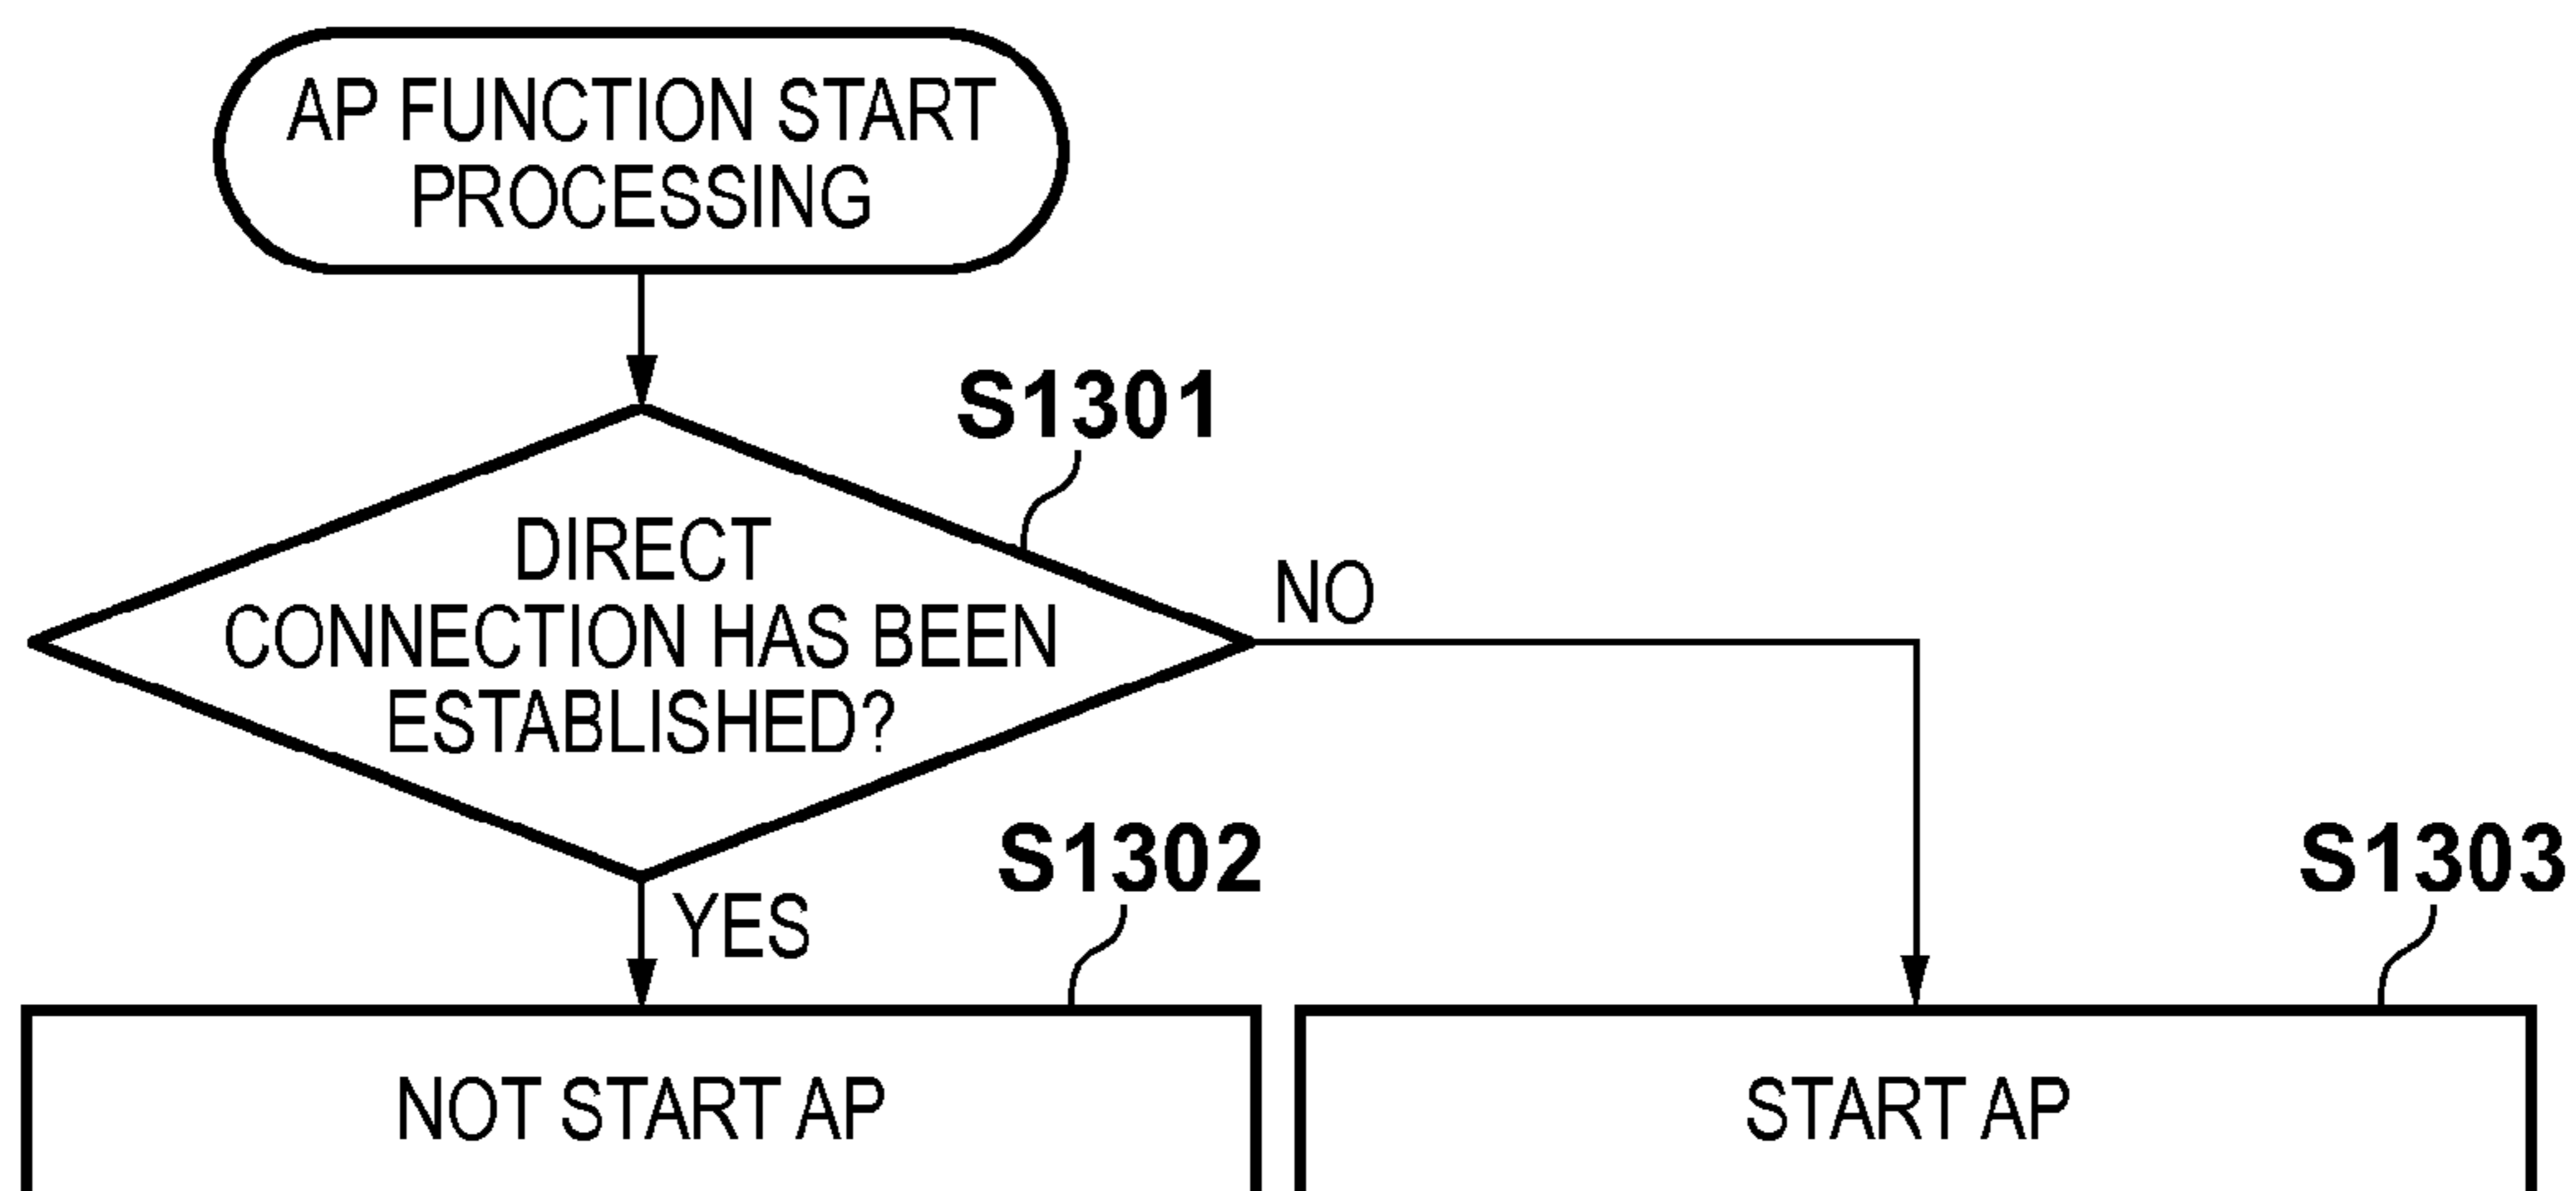 AP FUNCTION START
PROCESSING
S1301
DIRECT
CONNECTION HAS BEEN
ESTABLISHED?
NO
YES
S1302
S1303
NOT START AP
START AP